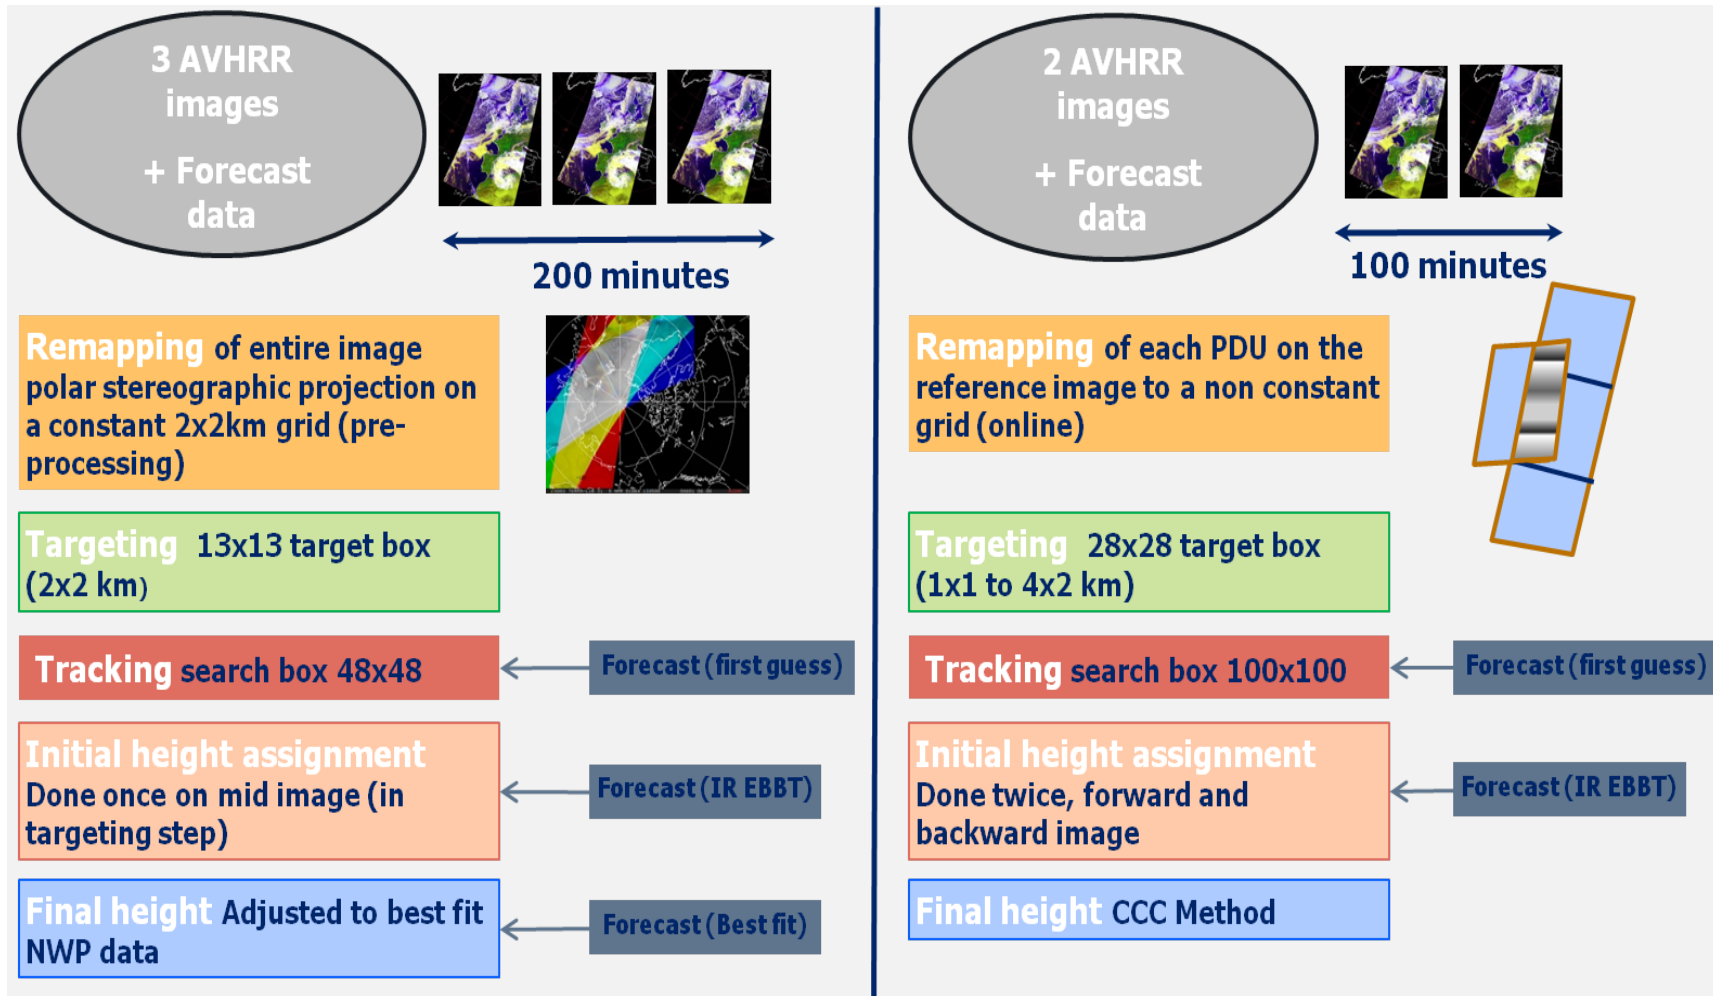 3 AVHRR
images
+ Forecast
data
200 minutes
Remapping of entire image
polar stereographic projection on
a constant 2x2km grid (pre-
processing)
Targeting 13x13 target box
(2x2 km)
Tracking search box 48x48
Forecast (first guess)
Initial height assignment
Done once on mid image (in
targeting step)
Forecast (IR EBBT)
Final height Adjusted to best fit
NWP data
Forecast (Best fit)
2 AVHRR
images
+ Forecast
data
100 minutes
Remapping of each PDU on the
reference image to a non constant
grid (online)
Targeting 28x28 target box
(1x1 to 4x2 km)
Tracking search box 100x100
Forecast (first guess)
Initial height assignment
Done twice, forward and
backward image
Forecast (IR EBBT)
Final height CCC Method